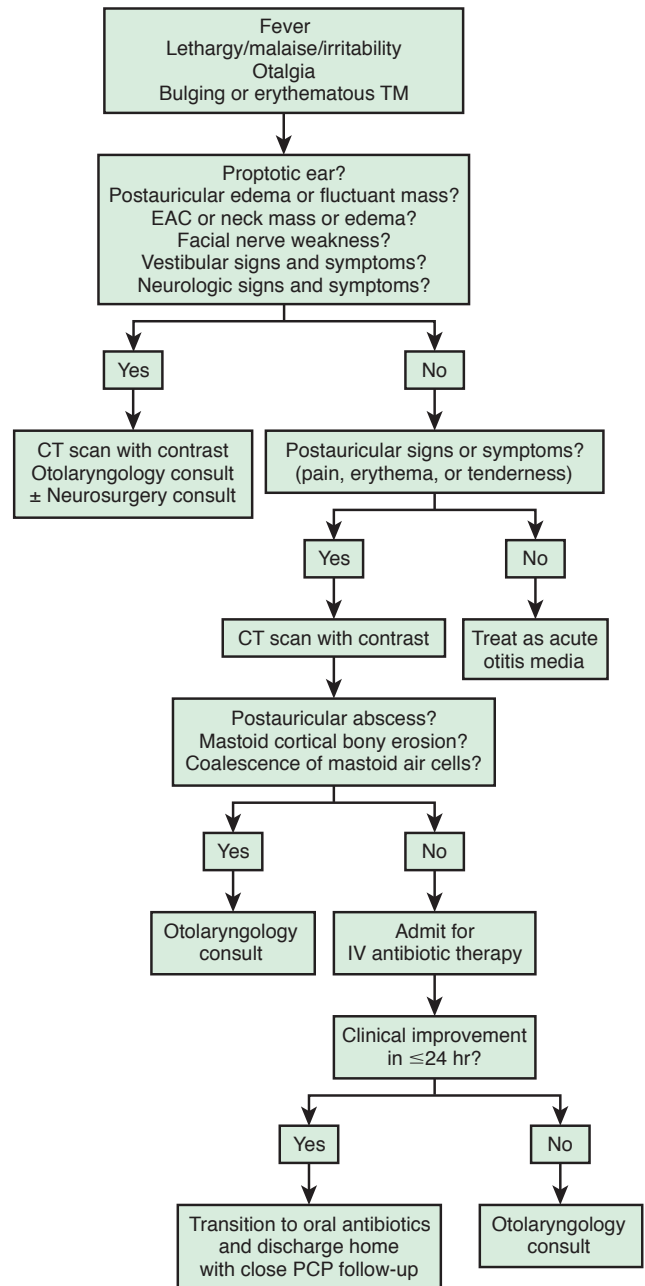 Fever
Lethargy/malaise/irritability
Otalgia
Bulging or erythematous TM
Proptotic ear?
Postauricular edema or fluctuant mass?
EAC or neck mass or edema?
Facial nerve weakness?
Vestibular signs and symptoms?
Neurologic signs and symptoms?
Yes
No
CT scan with contrast
Otolaryngology consult
± Neurosurgery consult
Postauricular signs or symptoms?
(pain, erythema, or tenderness)
Yes
No
CT scan with contrast
Treat as acute
otitis media
Postauricular abscess?
Mastoid cortical bony erosion?
Coalescence of mastoid air cells?
Yes
No
Otolaryngology
consult
Admit for
IV antibiotic therapy
Clinical improvement
in ≤24 hr?
Yes
No
Transition to oral antibiotics
and discharge home
with close PCP follow-up
Otolaryngology
consult